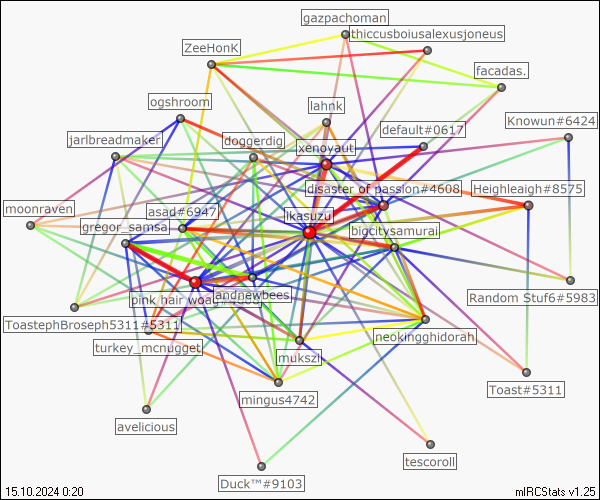 gazpachoman
thiccusboiusalexusjoneus
ZeeHonK
facadas.
ogshroom
lahnk
Knowun#6424
default#0617
jarlbreadmaker
doggerdig
xenoyaut
disaster of passion#4608
Heighleaigh#8575
moonraven
asad#6947
ikasuzu
gregor_samsa
bigcitysamurai
pink hair woag
landnewbees
Random Stuf6#5983
ToastephBroseph5311#5311
neokingghidorah
turkey_mcnugget
mukszi
Toast#5311
mingus4742
avelicious
tescoroll
Duck™#9103
15.10.2024 0:20
mIRCStats v1.25